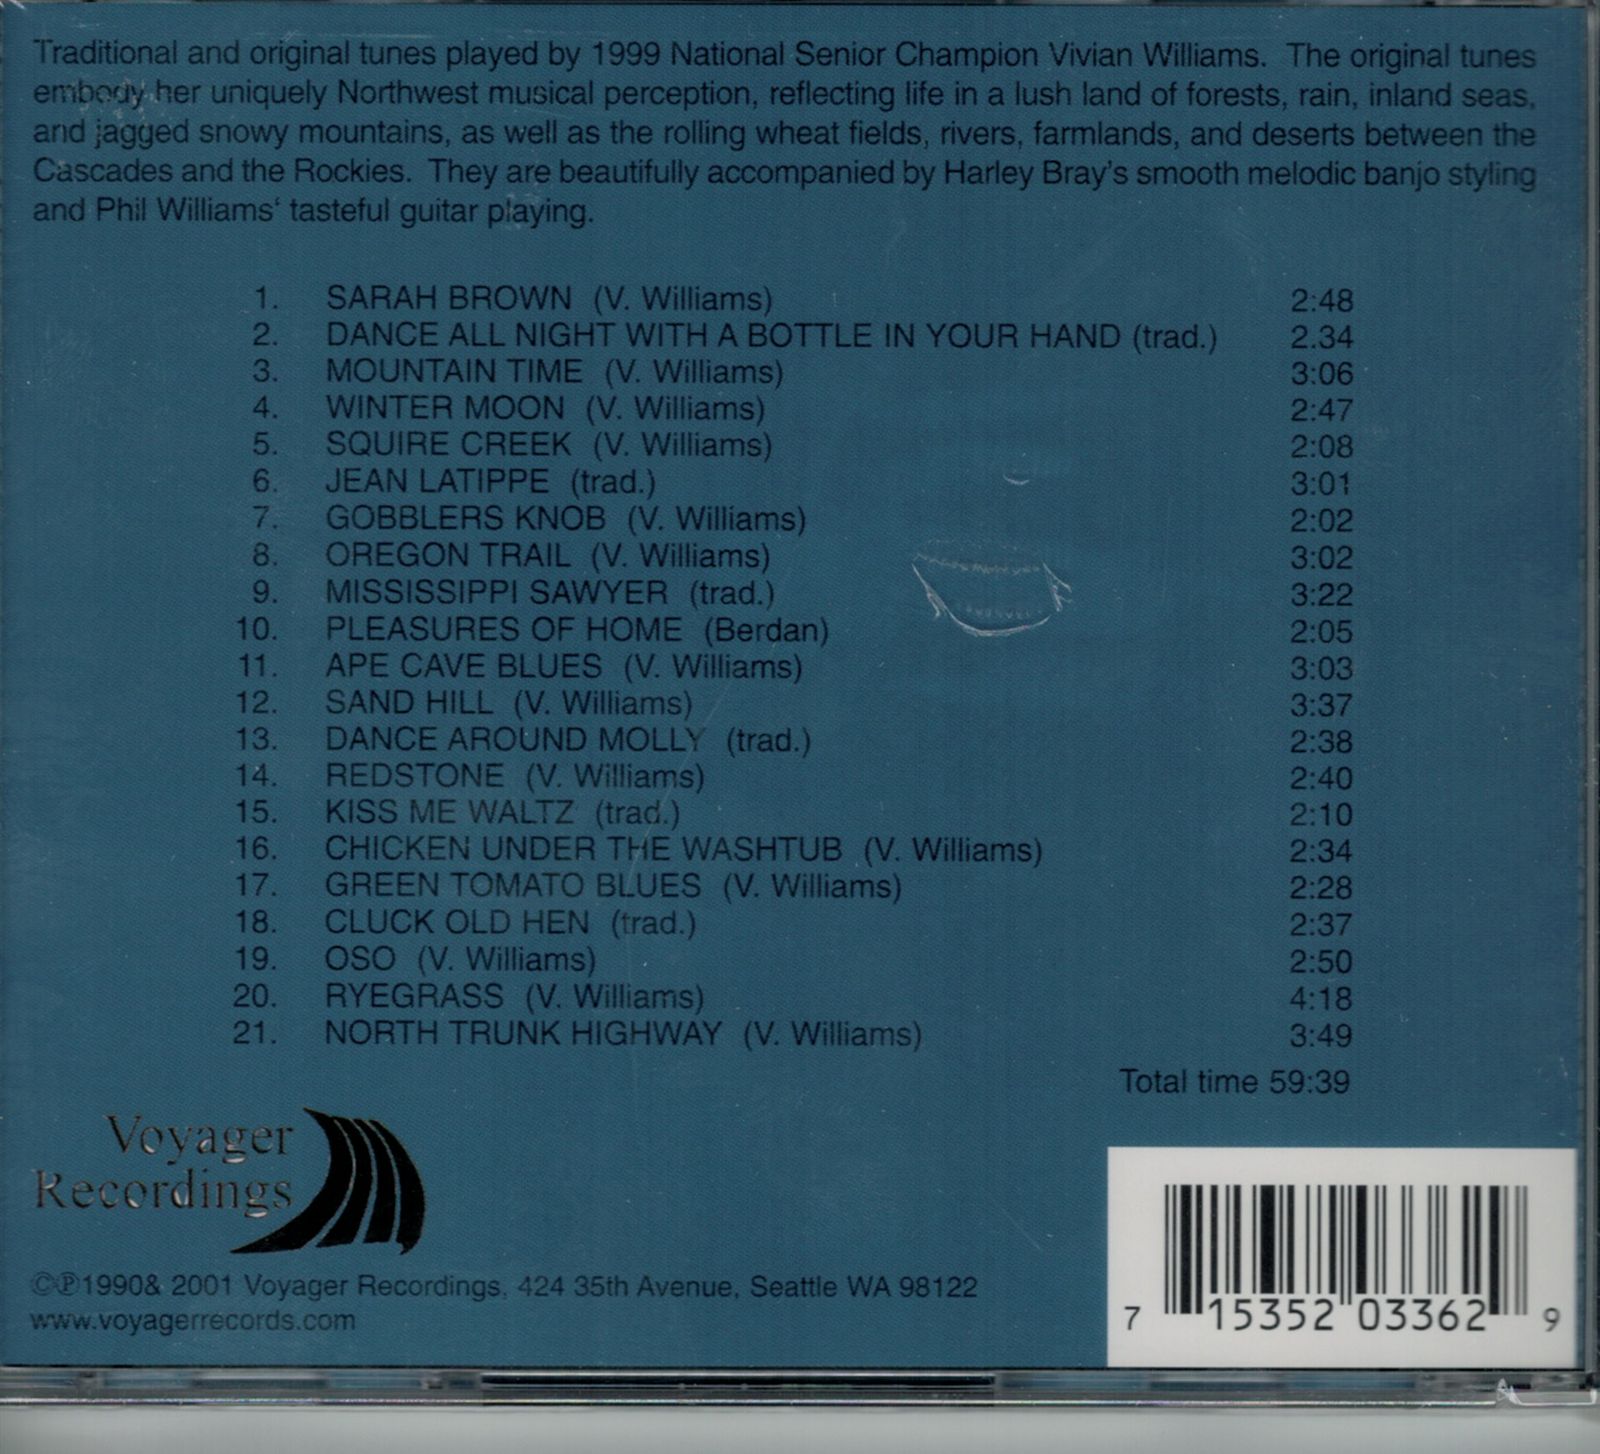 Traditional and original tunes played by 1999 National Senior Champion Vivian Williams. The original tunes
embody her uniquely Northwest musical perception, reflecting life in a lush land of forests, rain, inland seas,
and jagged snowy mountains, as well as the rolling wheat fields, rivers, farmlands, and deserts between the
Cascades and the Rockies. They are beautifully accompanied by Harley Bray's smooth melodic banjo styling
and Phil Williams‘ tasteful guitar playing.
1. SARAH BROWN (V. Williams) 2:48
2. DANCE ALL NIGHT WITH A BOTTLE IN YOUR HAND (trad.) 2.34
3. MOUNTAIN TIME (V. Williams) 3:06
4. WINTER MOON (V. Williams) 2:47
5. SQUIRE CREEK (V. Williams) 2:08
6. JEAN LATIPPE (trad.) 3:01
7. GOBBLERS KNOB (V. Williams) 2:02
8. OREGON TRAIL (V. Williams) 3:02
9. MISSISSIPPI SAWYER (trad.) 3:22
10. PLEASURES OF HOME (Berdan) 2:05
11. APE CAVE BLUES (V. Williams) 3:03
12. SAND HILL (V. Williams) 3:37
13. DANCE AROUND MOLLY (trad.) 2:38
14. REDSTONE (V. Williams) 2:40
15. KISS ME WALTZ (trad.) 2:10
16. CHICKEN UNDER THE WASHTUB (V. Williams) 2:34
17. GREEN TOMATO BLUES (V. Williams) 2:28
18. CLUCK OLD HEN (trad.) 2:37
19. OSO (V. Williams) 2:50
20. RYEGRASS (V. Williams) 4:18
21. NORTH TRUNK HIGHWAY (V. Williams) 3:49
Total time 59:39
Voyager
Recordings
©℗1990& 2001 Voyager Recordings, 424 35th Avenue, Seattle WA 98122
www.voyagerrecords.com
7 15352 03362 9